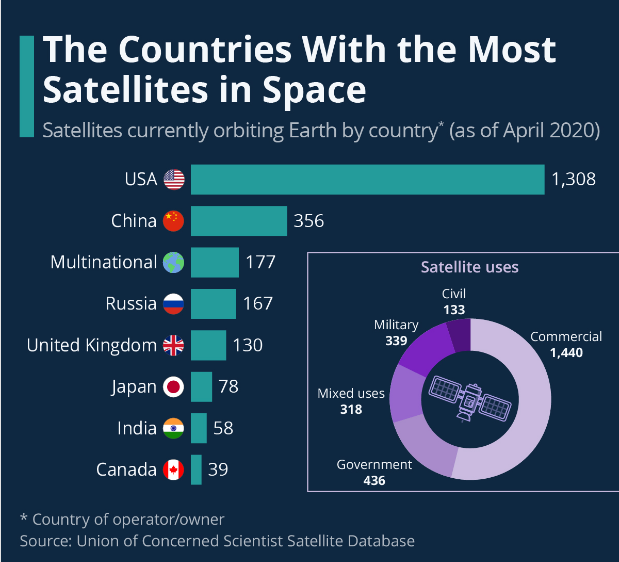 The Countries With the Most
Satellites in Space
Satellites currently orbiting Earth by country* (as of April 2020)
USA 1,308
China 356
Multinational 177
Russia 167
United Kingdom 130
Japan 78
India 58
Canada 39
Satellite uses
Civil
133
Military
339
Commercial
1,440
Mixed uses
318
Government
436
* Country of operator/owner
Source: Union of Concerned Scientist Satellite Database